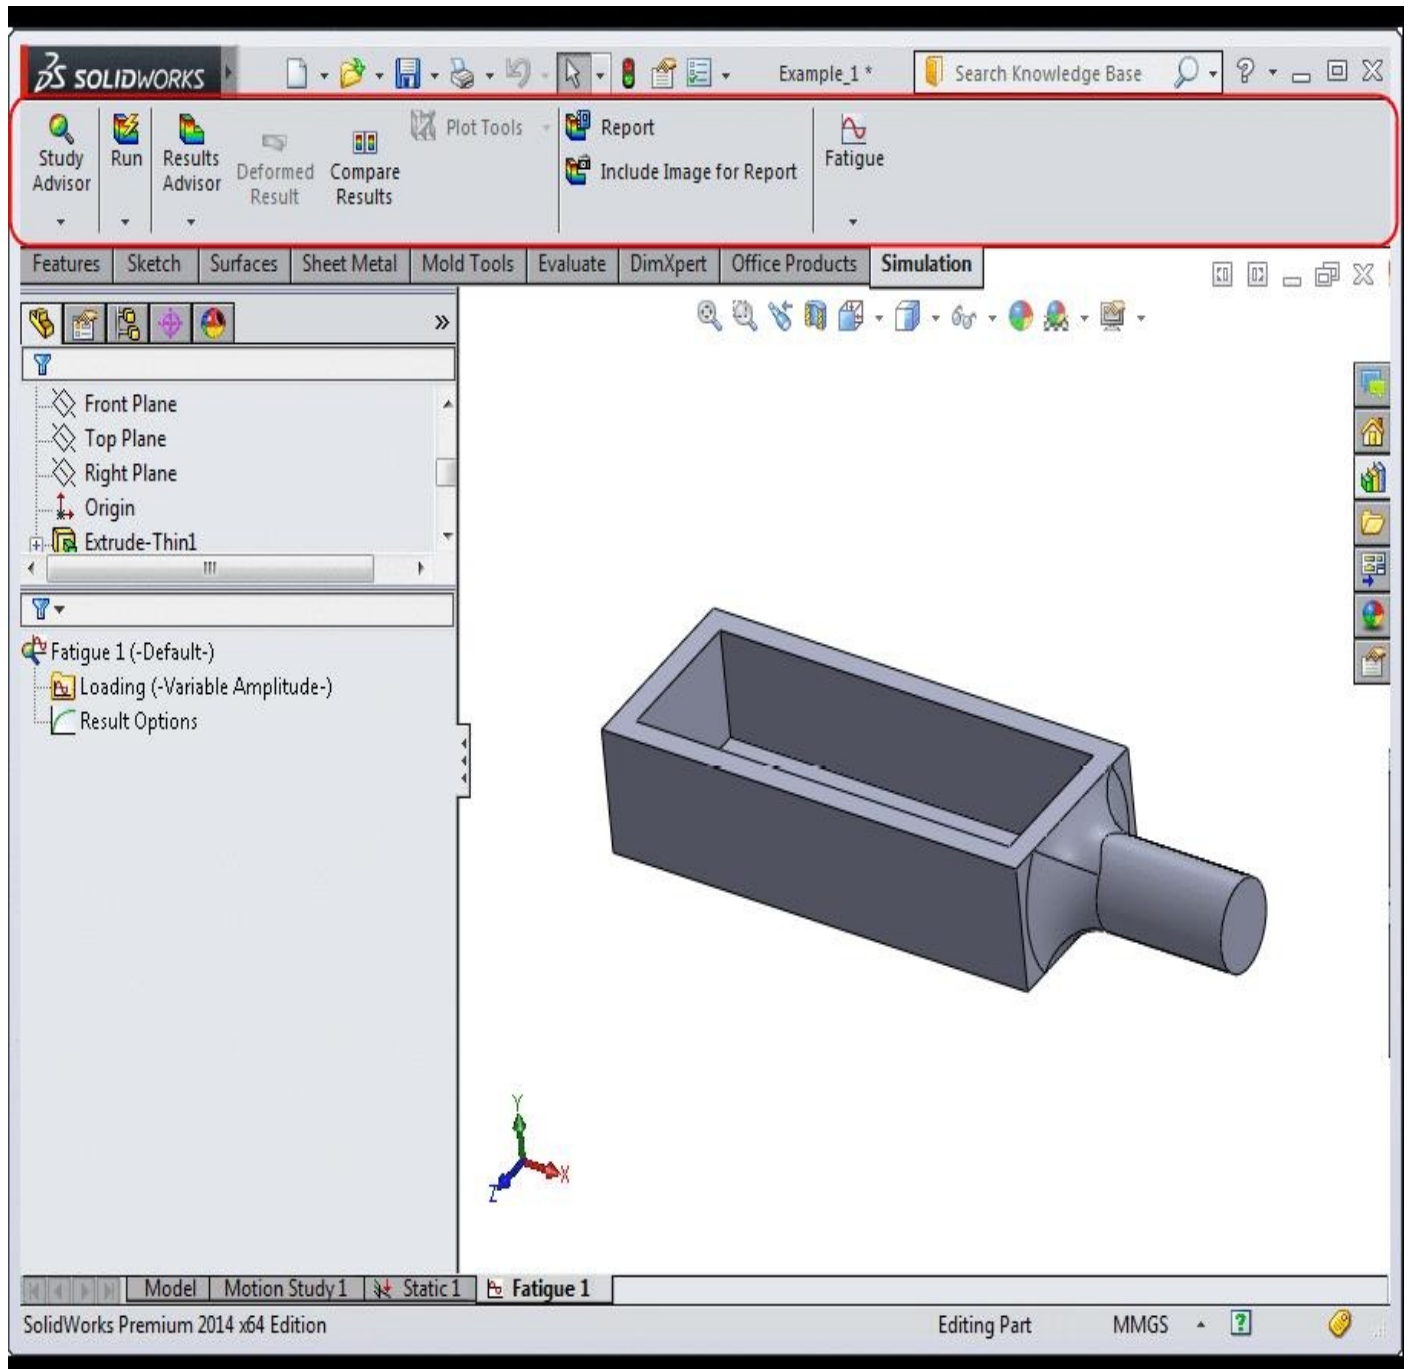 SOLIDWORKS
Example_1 *
Search Knowledge Base
Study Advisor
Run
Results Advisor
Deformed Result
Compare Results
Plot Tools
Report
Include Image for Report
Fatigue
Features Sketch Surfaces Sheet Metal Mold Tools Evaluate DimXpert Office Products Simulation
Front Plane
Top Plane
Right Plane
Origin
Extrude-Thin1
Fatigue 1 (-Default-)
Loading (-Variable Amplitude-)
Result Options
Y
X
Z
Model Motion Study 1 Static 1 Fatigue 1
SolidWorks Premium 2014 x64 Edition Editing Part MMGS